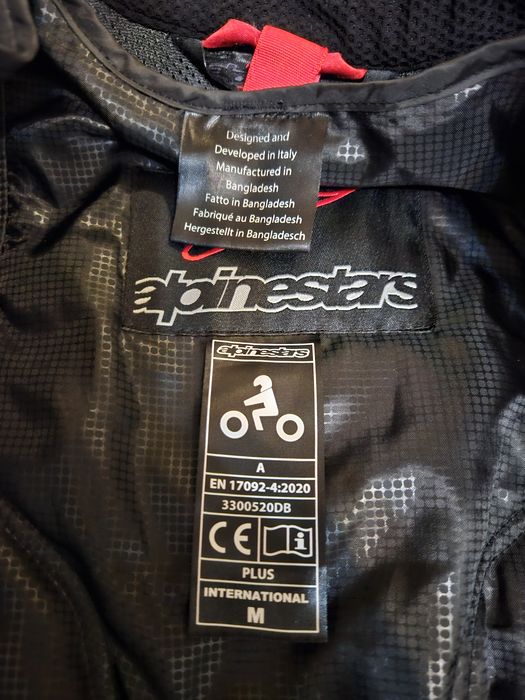 Designed and
Developed in Italy
Manufactured in
Bangladesh
Fatto in Bangladesh
Fabriqué au Bangladesh
Hergestellt in Bangladesch
alpinestars
alpinestars
A
EN 17092-4:2020
3300520DB
CE i
PLUS
INTERNATIONAL
M